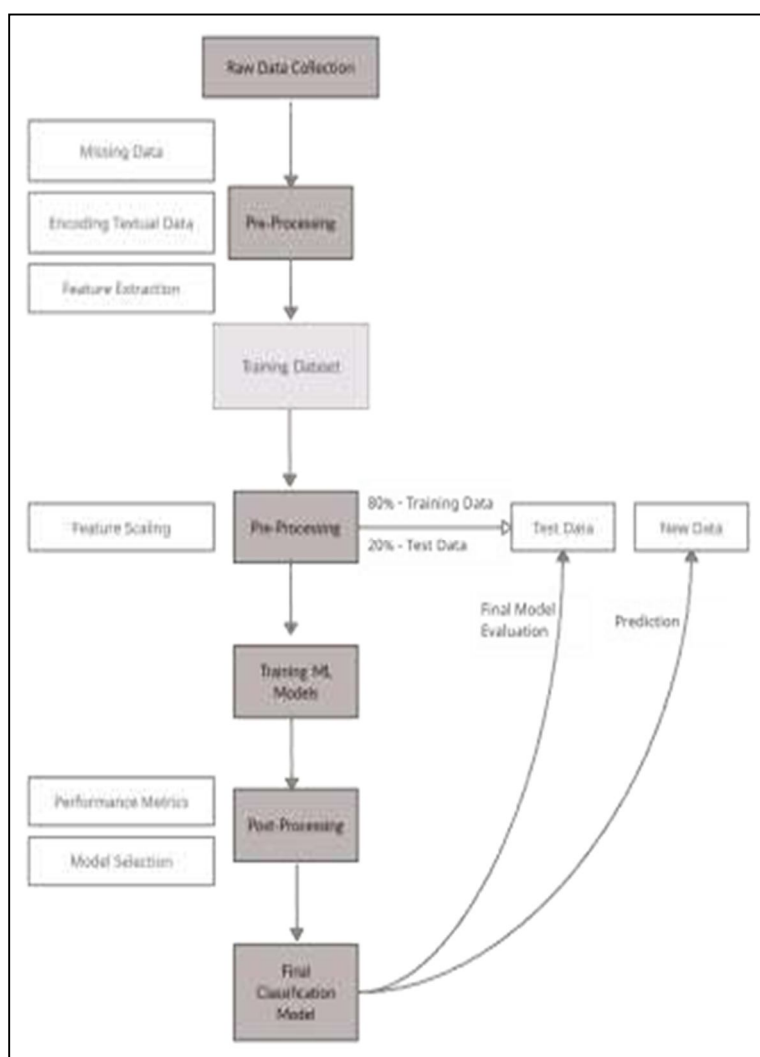 Raw Data Collection
Missing Data
Encoding Textual Data
Pre-Processing
Feature Extraction
Training Dataset
Feature Scaling
Pre-Processing
80% - Training Data
20% - Test Data
Test Data
New Data
Final Model
Evaluation
Prediction
Training ML
Models
Performance Metrics
Post-Processing
Model Selection
Final
Classification
Model